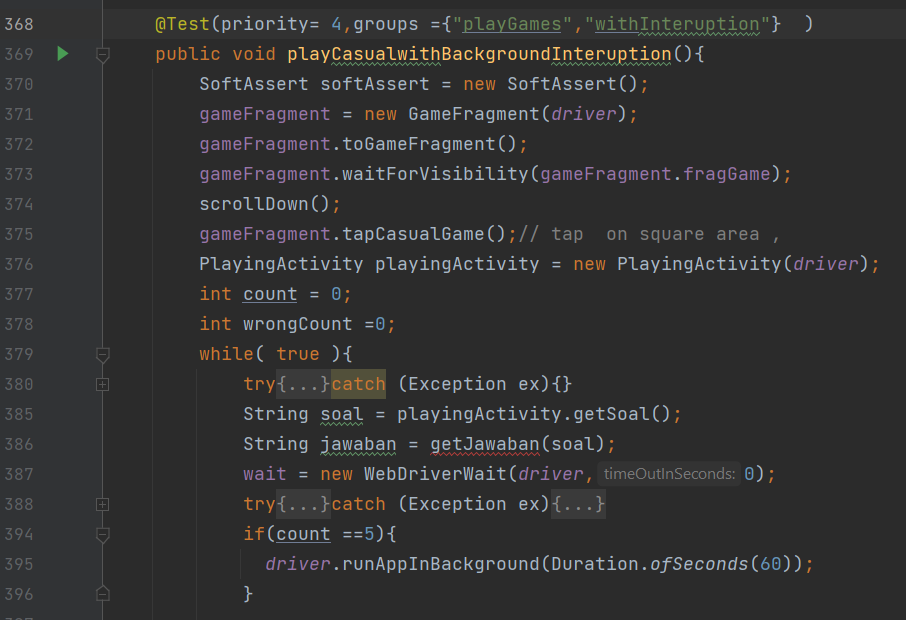 368 @Test(priority= 4,groups ={"playGames","withInteruption"}  )
369 public void playCasualwithBackgroundInteruption(){
370 SoftAssert softAssert = new SoftAssert();
371 gameFragment = new GameFragment(driver);
372 gameFragment.toGameFragment();
373 gameFragment.waitForVisibility(gameFragment.fragGame);
374 scrollDown();
375 gameFragment.tapCasualGame();// tap  on square area ,
376 PlayingActivity playingActivity = new PlayingActivity(driver);
377 int count = 0;
378 int wrongCount =0;
379 while( true ){
380 try{...}catch (Exception ex){}
385 String soal = playingActivity.getSoal();
386 String jawaban = getJawaban(soal);
387 wait = new WebDriverWait(driver, timeOutInSeconds: 0);
388 try{...}catch (Exception ex){...}
394 if(count ==5){
395 driver.runAppInBackground(Duration.ofSeconds(60));
396 }